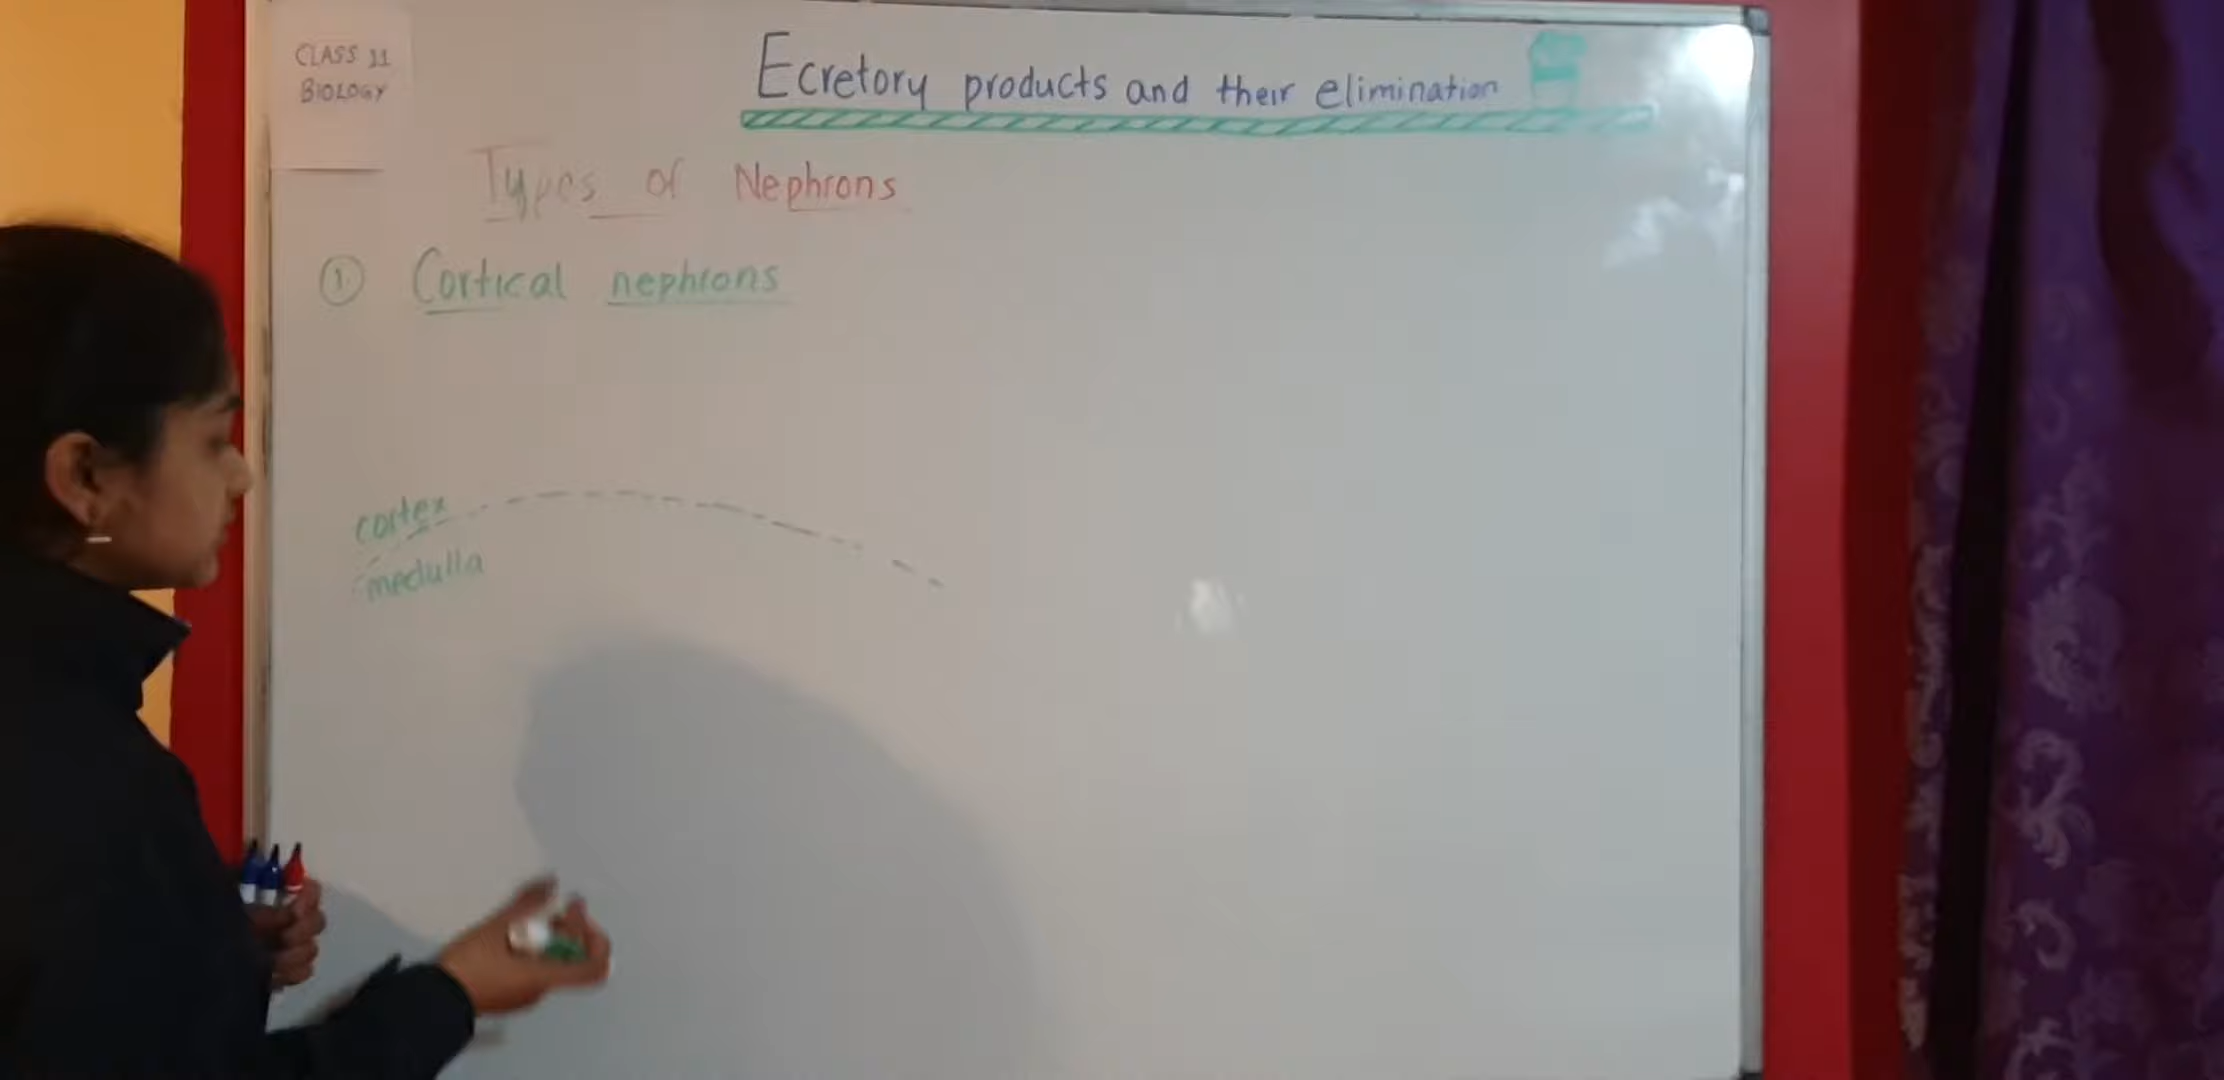 CLASS 11
BIOLOGY
Ecretory products and their elimination
Types of Nephrons
1. Cortical nephrons
cortex
medulla